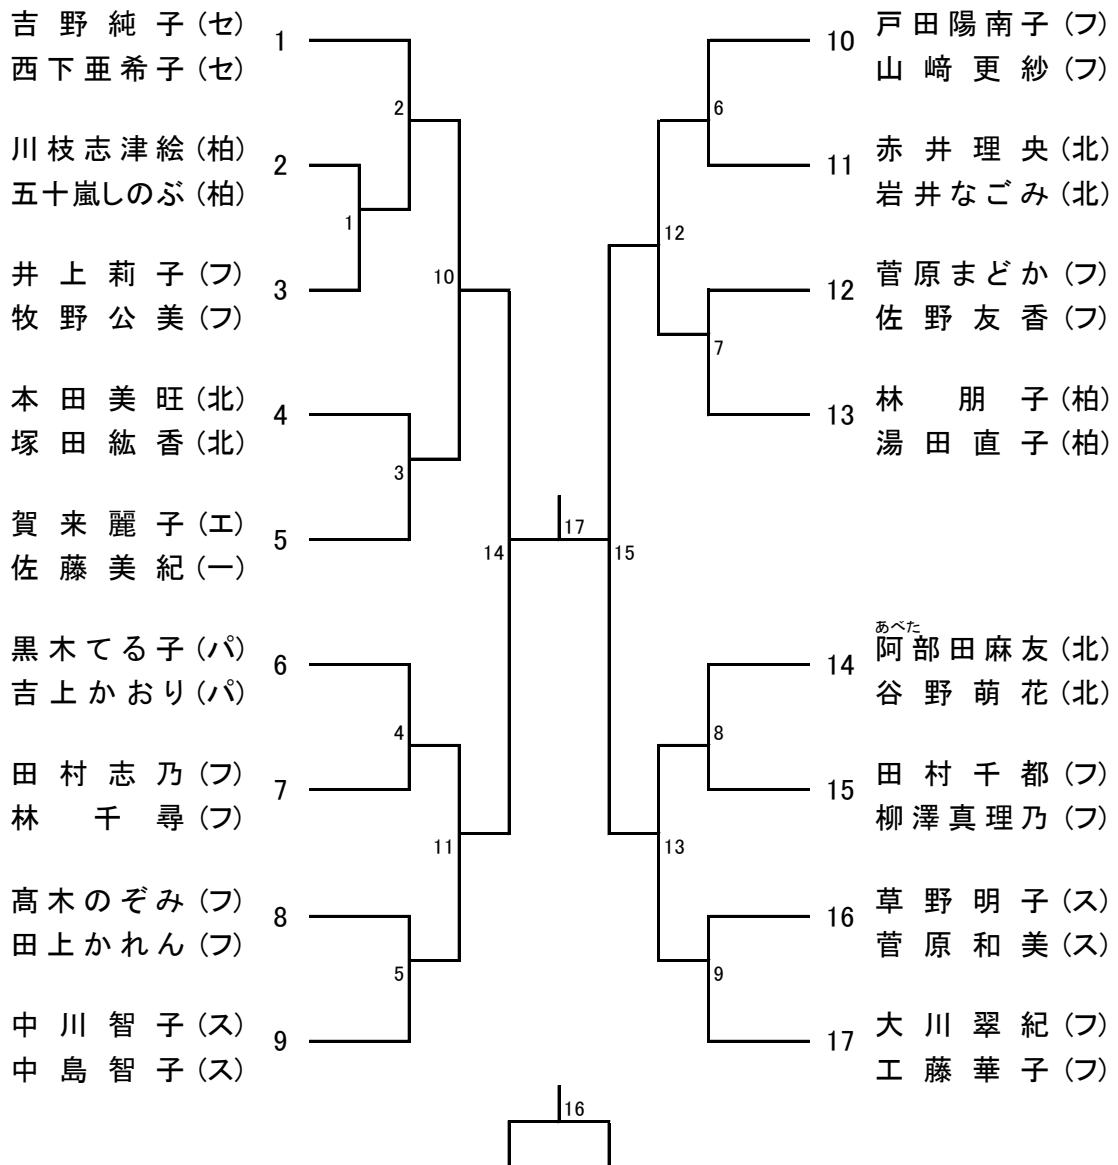 吉野純子(セ)
1
西下亜希子(セ)
川枝志津絵(柏)
2
五十嵐しのぶ(柏)
井上莉子(フ)
3
牧野公美(フ)
本田美旺(北)
4
塚田紘香(北)
賀来麗子(エ)
5
佐藤美紀(一)
黒木てる子(パ)
6
吉上かおり(パ)
田村志乃(フ)
7
林千尋(フ)
髙木のぞみ(フ)
8
田上かれん(フ)
中川智子(ス)
9
中島智子(ス)
2
1
10
3
14
4
11
5
17
16
6
12
7
15
8
13
9
戸田陽南子(フ)
10
山﨑更紗(フ)
赤井理央(北)
11
岩井なごみ(北)
菅原まどか(フ)
12
佐野友香(フ)
林朋子(柏)
13
湯田直子(柏)
あべた
阿部田麻友(北)
14
谷野萌花(北)
田村千都(フ)
15
柳澤真理乃(フ)
草野明子(ス)
16
菅原和美(ス)
大川翠紀(フ)
17
工藤華子(フ)